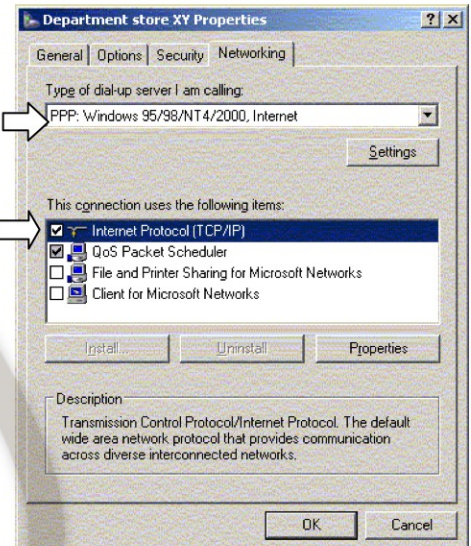 Department store XY Properties
General Options Security Networking
Type of dial-up server I am calling:
PPP: Windows 95/98/NT4/2000, Internet
Settings
This connection uses the following items:
Internet Protocol (TCP/IP)
QoS Packet Scheduler
File and Printer Sharing for Microsoft Networks
Client for Microsoft Networks
Install... Uninstall Properties
Description
Transmission Control Protocol/Internet Protocol. The default
wide area network protocol that provides communication
across diverse interconnected networks.
OK Cancel